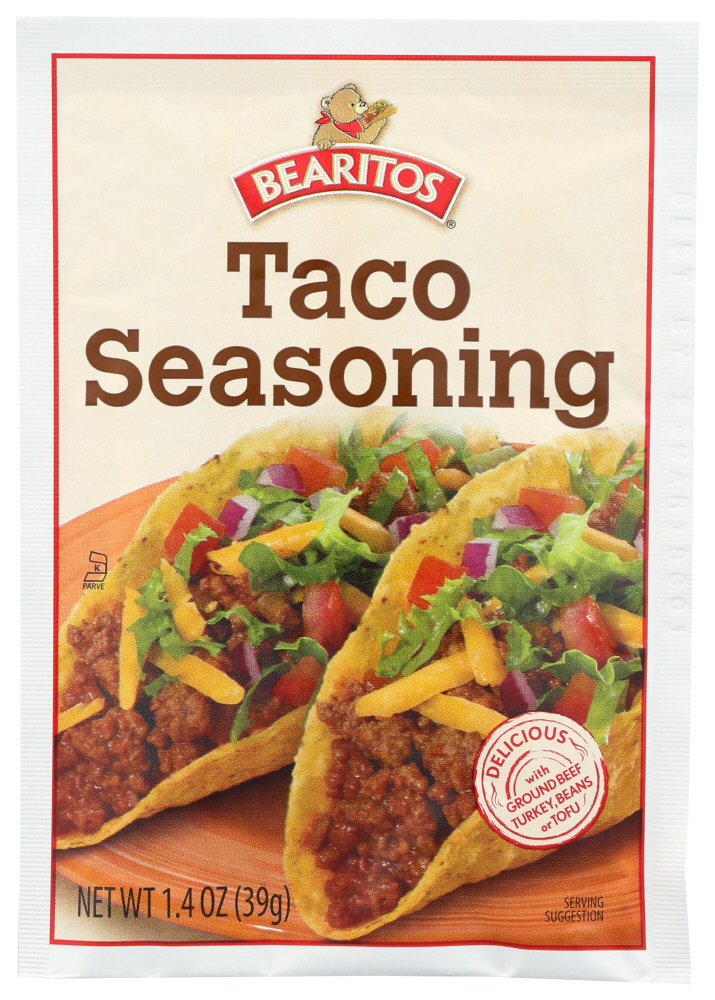 BEARITOS
®
Taco
Seasoning
K
PARVE
DELICIOUS
with
GROUND BEEF
TURKEY, BEANS
or TOFU
NET WT 1.4 OZ (39g)
SERVING
SUGGESTION